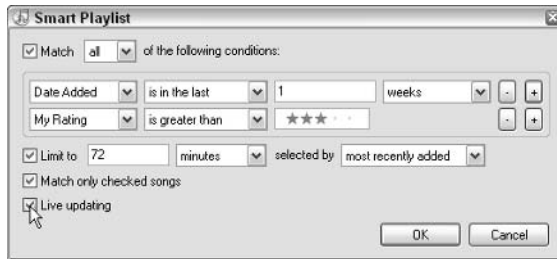 Smart Playlist
Match all of the following conditions:
Date Added is in the last 1 weeks - +
My Rating is greater than ★★★ · · - +
Limit to 72 minutes selected by most recently added
Match only checked songs
Live updating
OK Cancel